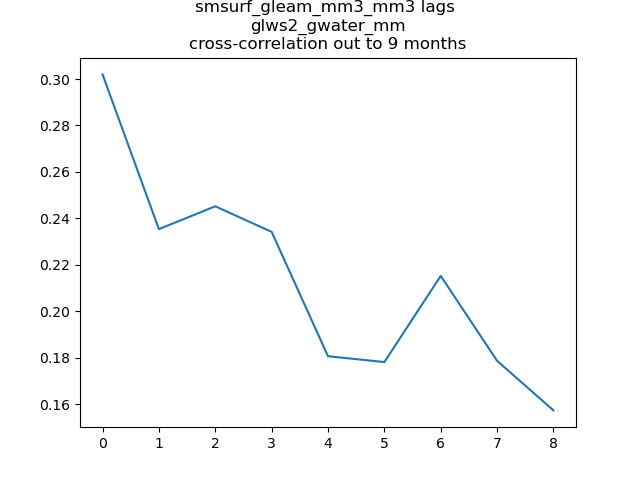 smsurf_gleam_mm3_mm3 lags
glws2_gwater_mm
cross-correlation out to 9 months
0.30
0.28
0.26
0.24
0.22
0.20
0.18
0.16
0 1 2 3 4 5 6 7 8